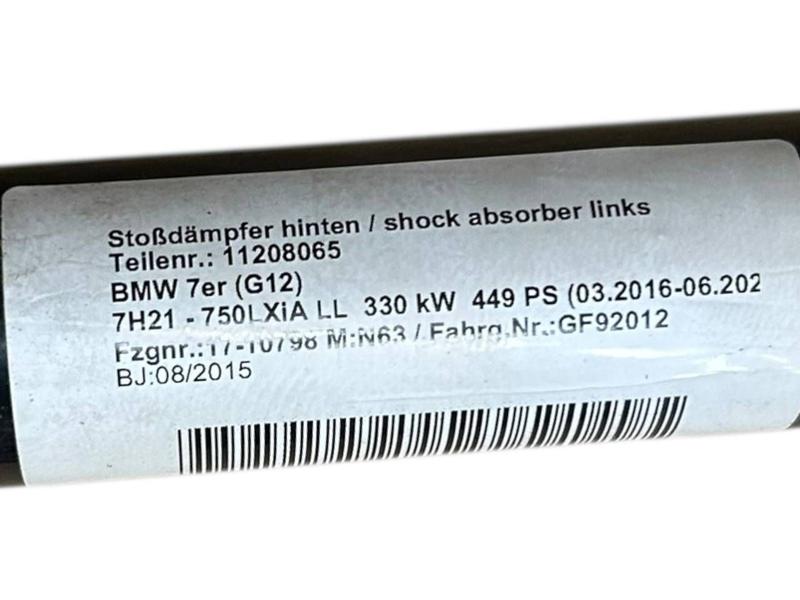 Stoßdämpfer hinten / shock absorber links
Teilenr.: 11208065
BMW 7er (G12)
7H21 - 750LXiA LL 330 kW 449 PS (03.2016-06.202
Fzgnr.:17-10798 M:N63 / Fahrg.Nr.:GF92012
BJ:08/2015